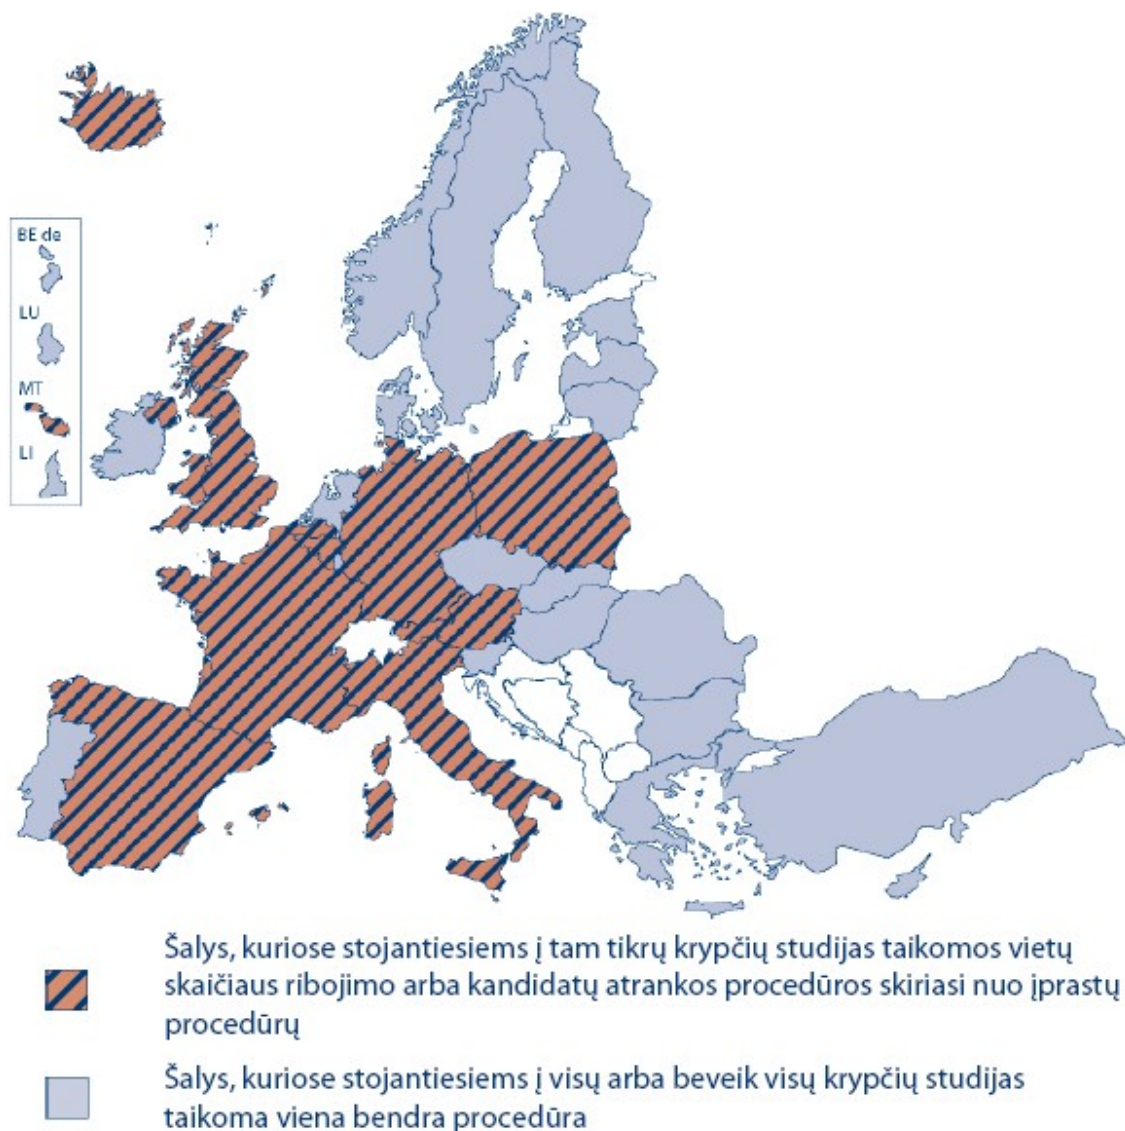 BE de
LU
MT
LI
Šalys, kuriose stojantiesiems į tam tikrų krypčių studijas taikomos vietų
skaičiaus ribojimo arba kandidatų atrankos procedūros skiriasi nuo įprastų
procedūrų
Šalys, kuriose stojantiesiems į visų arba beveik visų krypčių studijas
taikoma viena bendra procedūra